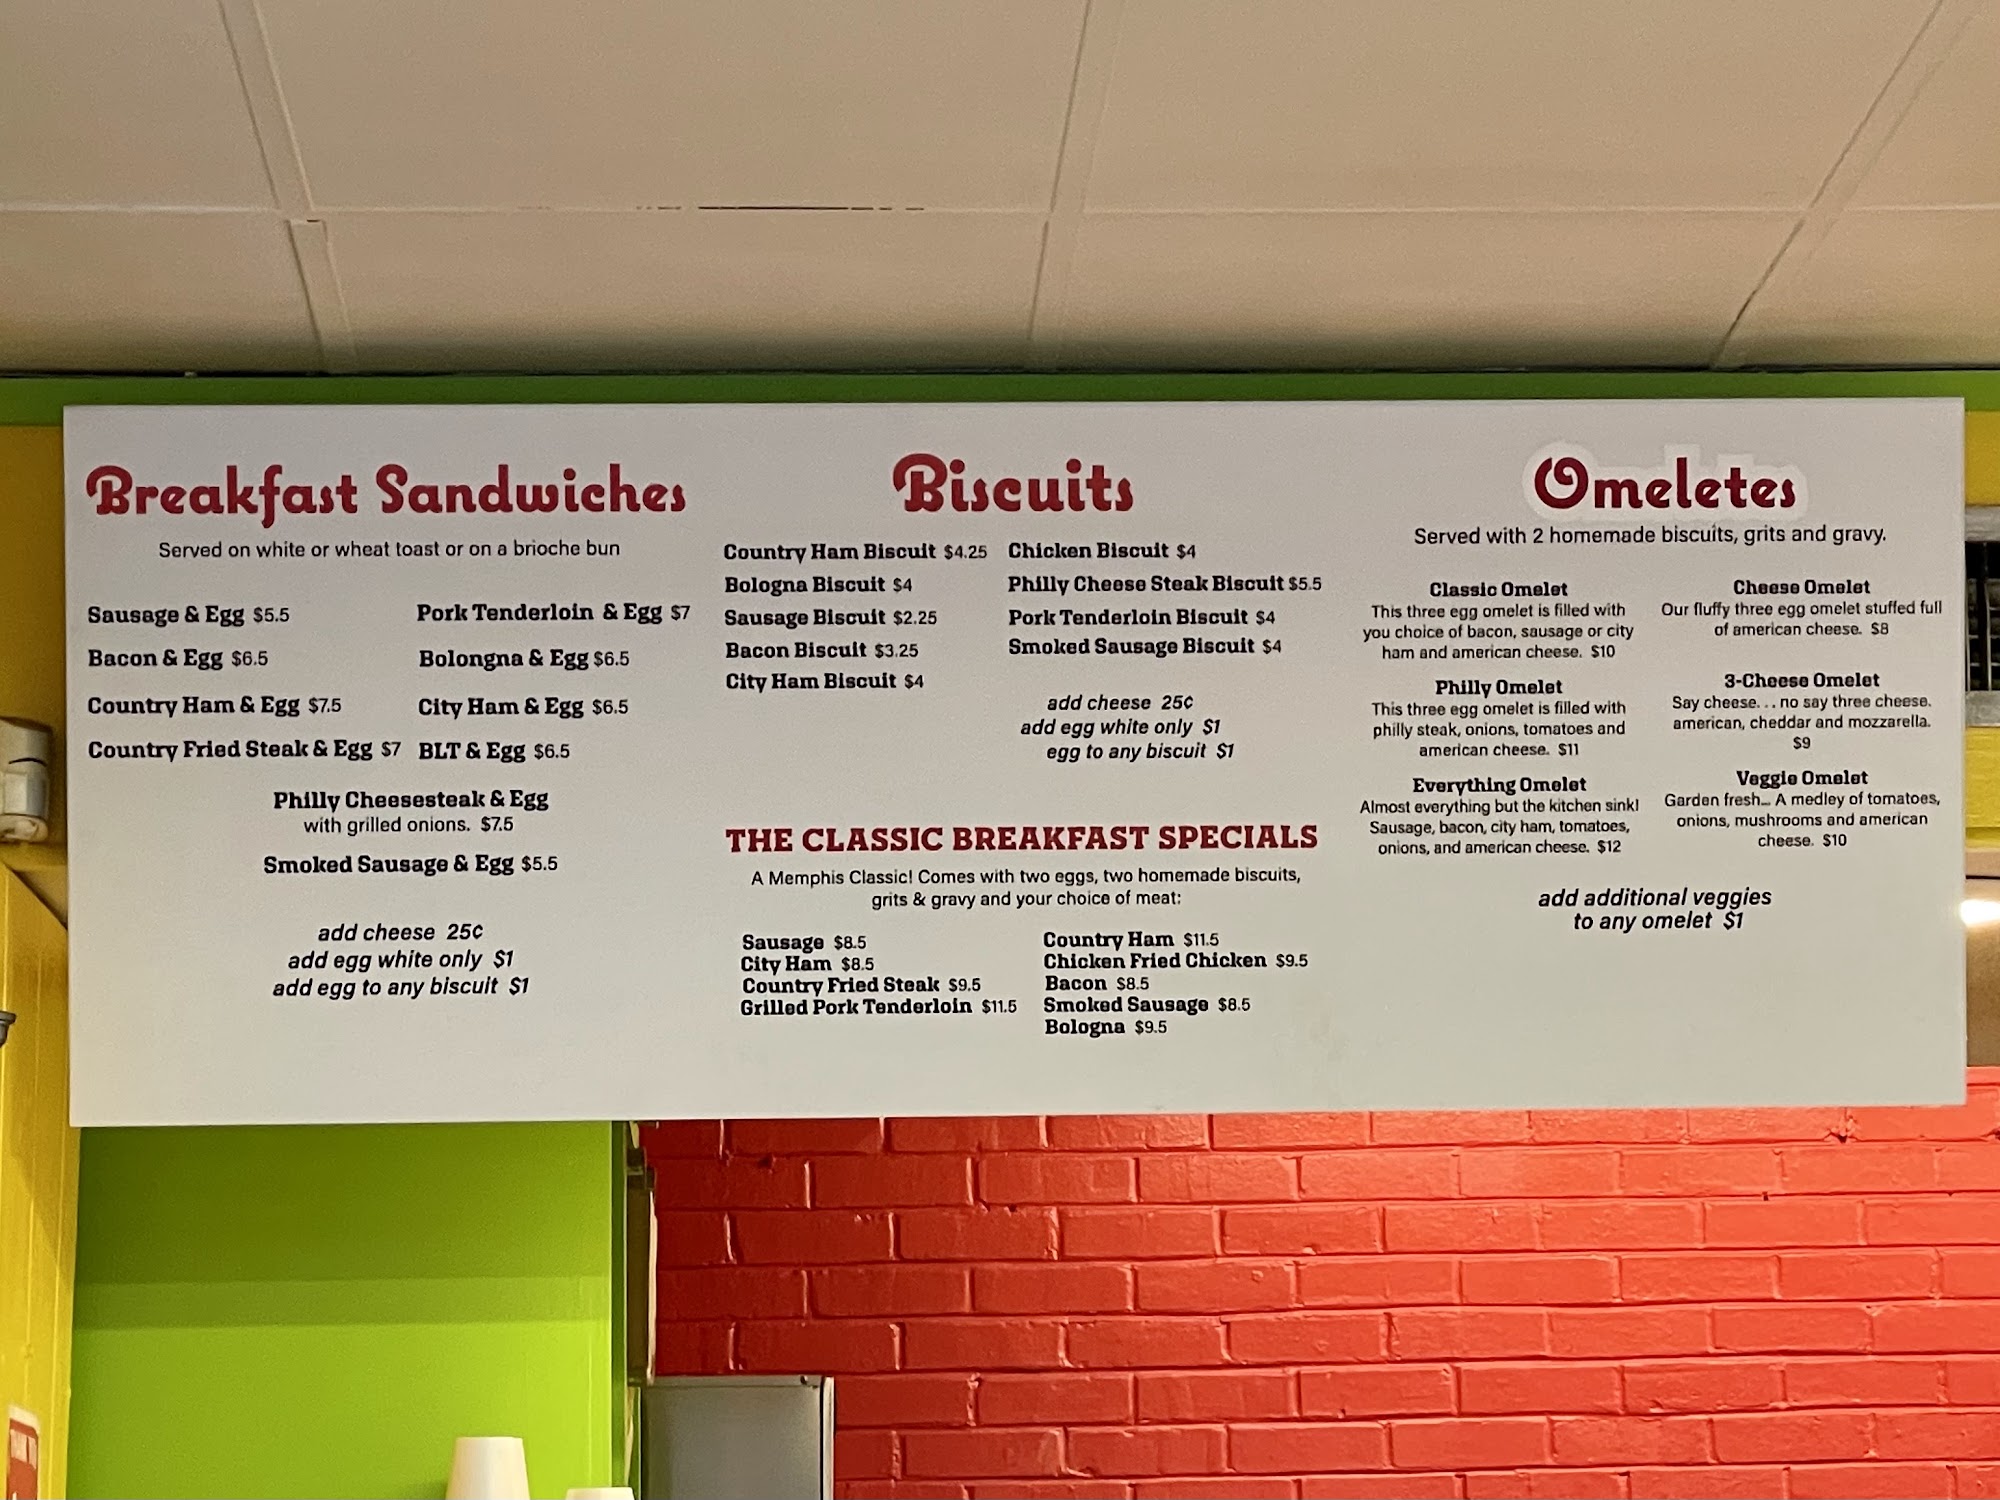 Breakfast Sandwiches
Served on white or wheat toast or on a brioche bun
Sausage & Egg $5.5
Bacon & Egg $6.5
Country Ham & Egg $7.5
Country Fried Steak & Egg $7
Pork Tenderloin & Egg $7
Bolongna & Egg $6.5
City Ham & Egg $6.5
BLT & Egg $6.5
Philly Cheesesteak & Egg
with grilled onions. $7.5
Smoked Sausage & Egg $5.5
add cheese 25¢
add egg white only $1
add egg to any biscuit $1
Biscuits
Country Ham Biscuit $4.25
Bologna Biscuit $4
Sausage Biscuit $2.25
Bacon Biscuit $3.25
City Ham Biscuit $4
Chicken Biscuit $4
Philly Cheese Steak Biscuit $5.5
Pork Tenderloin Biscuit $4
Smoked Sausage Biscuit $4
add cheese 25¢
add egg white only $1
egg to any biscuit $1
THE CLASSIC BREAKFAST SPECIALS
A Memphis Classic! Comes with two eggs, two homemade biscuits,
grits & gravy and your choice of meat:
Sausage $8.5
City Ham $8.5
Country Fried Steak $9.5
Grilled Pork Tenderloin $11.5
Country Ham $11.5
Chicken Fried Chicken $9.5
Bacon $8.5
Smoked Sausage $8.5
Bologna $9.5
Omeletes
Served with 2 homemade biscuits, grits and gravy.
Classic Omelet
This three egg omelet is filled with
you choice of bacon, sausage or city
ham and american cheese. $10
Philly Omelet
This three egg omelet is filled with
philly steak, onions, tomatoes and
american cheese. $11
Everything Omelet
Almost everything but the kitchen sink!
Sausage, bacon, city ham, tomatoes,
onions, and american cheese. $12
Cheese Omelet
Our fluffy three egg omelet stuffed full
of american cheese. $8
3-Cheese Omelet
Say cheese. . . no say three cheese.
american, cheddar and mozzarella.
$9
Veggie Omelet
Garden fresh... A medley of tomatoes,
onions, mushrooms and american
cheese. $10
add additional veggies
to any omelet $1